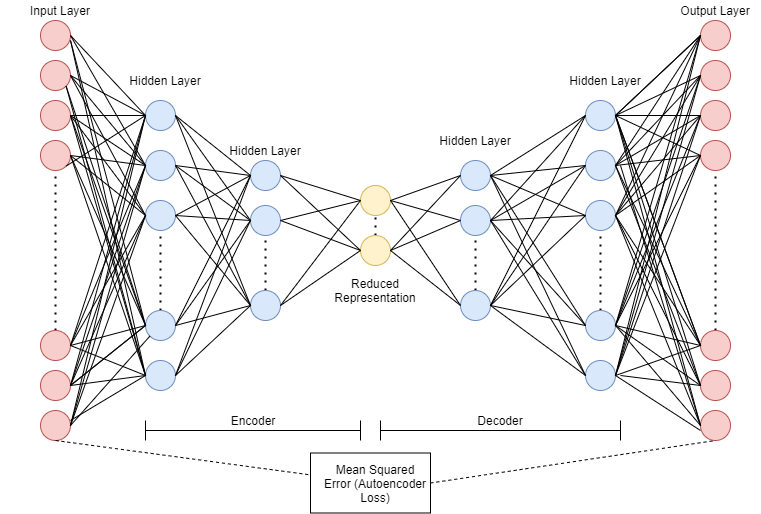 Input Layer
Output Layer
Hidden Layer
Hidden Layer
Hidden Layer
Hidden Layer
Reduced
Representation
Encoder
Decoder
Mean Squared
Error (Autoencoder
Loss)